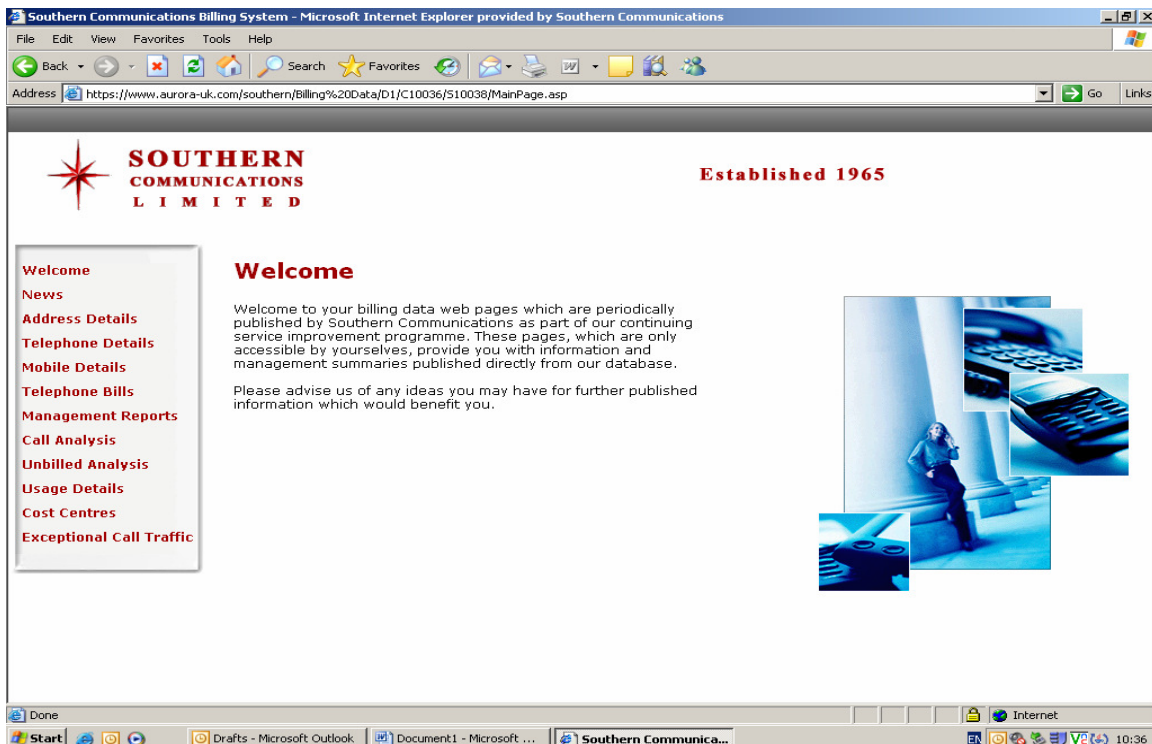 Southern Communications Billing System - Microsoft Internet Explorer provided by Southern Communications
File Edit View Favorites Tools Help
Back Search Favorites
Address https://www.aurora-uk.com/southern/Billing%20Data/D1/C10036/S10038/MainPage.asp Go Links
SOUTHERN
COMMUNICATIONS
LIMITED
Established 1965
Welcome
News
Address Details
Telephone Details
Mobile Details
Telephone Bills
Management Reports
Call Analysis
Unbilled Analysis
Usage Details
Cost Centres
Exceptional Call Traffic
Welcome
Welcome to your billing data web pages which are periodically
published by Southern Communications as part of our continuing
service improvement programme. These pages, which are only
accessible by yourselves, provide you with information and
management summaries published directly from our database.
Please advise us of any ideas you may have for further published
information which would benefit you.
Done Internet
Start Drafts - Microsoft Outlook Document1 - Microsoft ... Southern Communica... EN 10:36